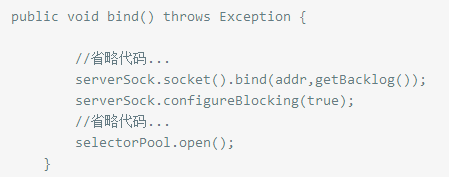 public void bind() throws Exception {
//省略代码...
serverSock.socket().bind(addr,getBacklog());
serverSock.configureBlocking(true);
//省略代码...
selectorPool.open();
}